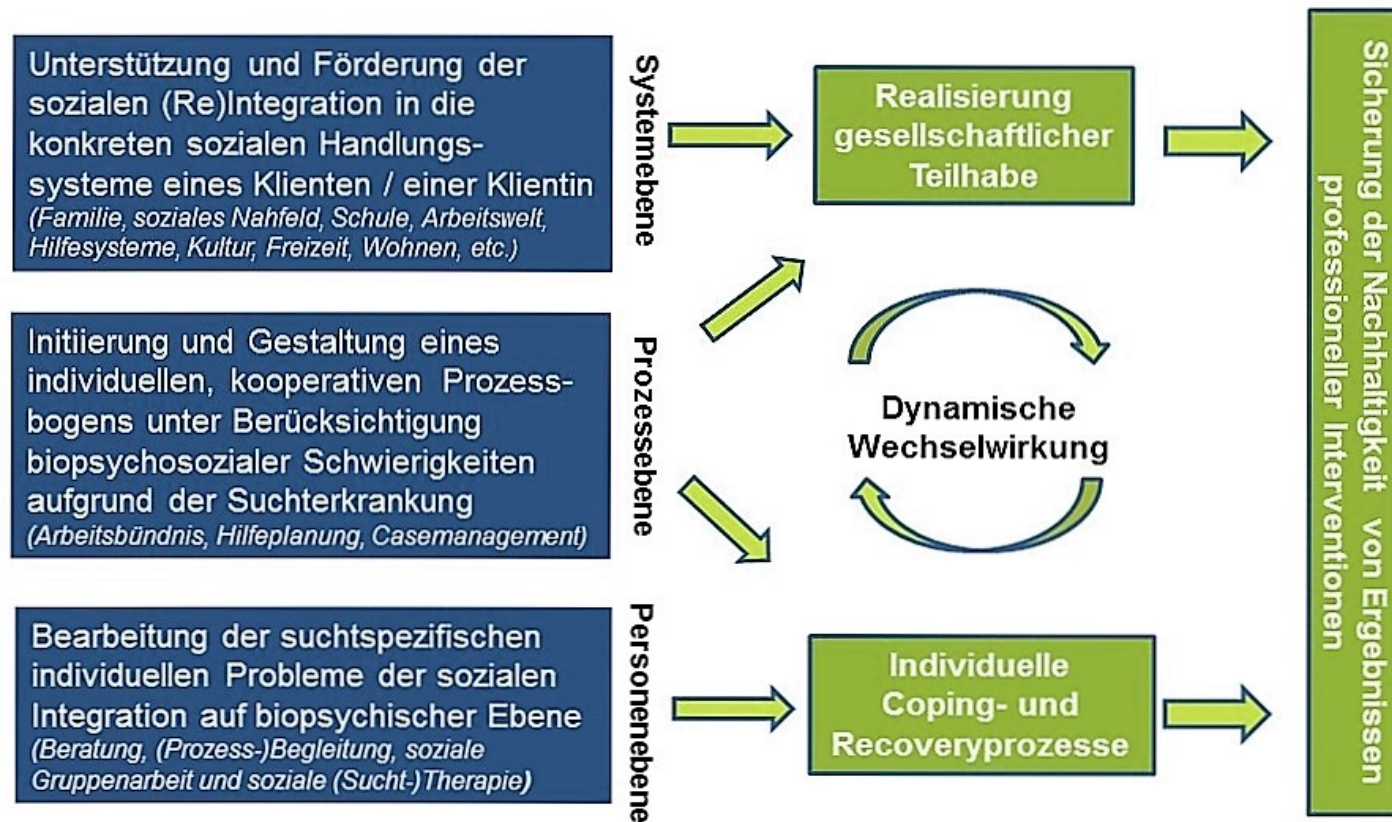 Unterstützung und Förderung der
sozialen (Re)Integration in die
konkreten sozialen Handlungs-
systeme eines Klienten / einer Klientin
(Familie, soziales Nahfeld, Schule, Arbeitswelt,
Hilfesysteme, Kultur, Freizeit, Wohnen, etc.)
Systemebene
Realisierung
gesellschaftlicher
Teilhabe
Initiierung und Gestaltung eines
individuellen, kooperativen Prozess-
bogens unter Berücksichtigung
biopsychosozialer Schwierigkeiten
aufgrund der Suchterkrankung
(Arbeitsbündnis, Hilfeplanung, Casemanagement)
Prozessebene
Dynamische
Wechselwirkung
Bearbeitung der suchtspezifischen
individuellen Probleme der sozialen
Integration auf biopsychischer Ebene
(Beratung, (Prozess-)Begleitung, soziale
Gruppenarbeit und soziale (Sucht-)Therapie)
Personenebene
Individuelle
Coping- und
Recoveryprozesse
Sicherung der Nachhaltigkeit von Ergebnissen
professioneller Interventionen